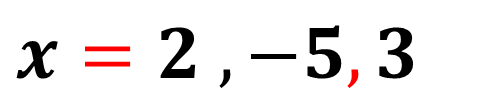 x = 2 , −5, 3